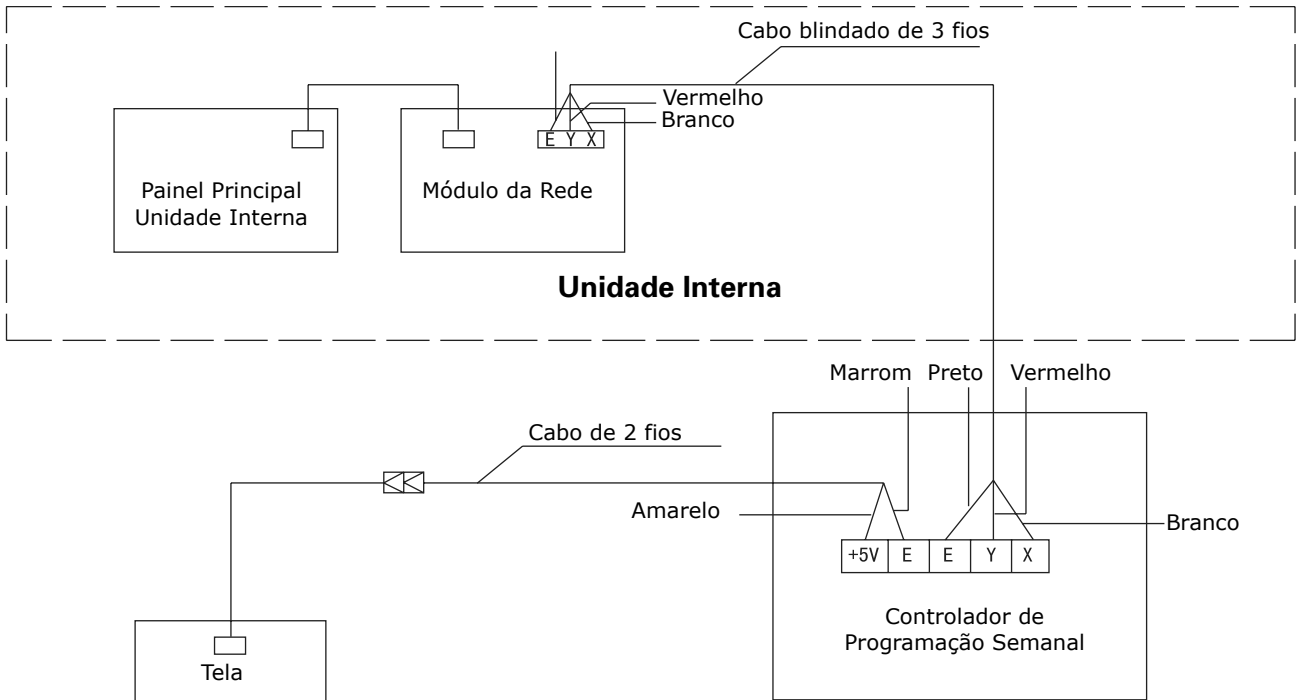 Cabo blindado de 3 fios
Vermelho
Branco
E Y X
Painel Principal
Unidade Interna
Módulo da Rede
Unidade Interna
Marrom Preto Vermelho
Cabo de 2 fios
Amarelo
Branco
+5V E E Y X
Controlador de
Programação Semanal
Tela